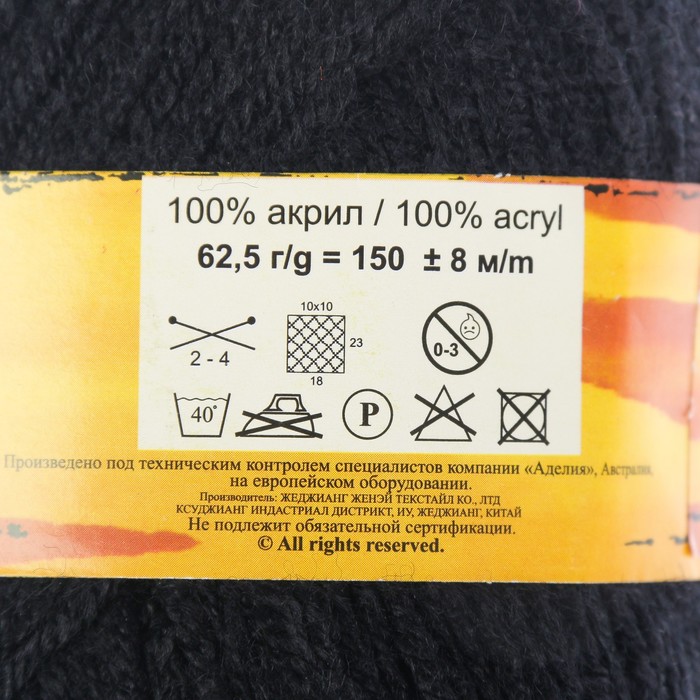 100% акрил / 100% acryl
62,5 г/g = 150 ± 8 м/m
10x10
23
18
2 - 4
0-3
40°
P
Произведено под техническим контролем специалистов компании «Аделия», Австралия,
на европейском оборудовании.
Производитель: ЖЕДЖИАНГ ЖЕНЭЙ ТЕКСТАЙЛ КО., ЛТД
КСУДЖИАНГ ИНДАСТРИАЛ ДИСТРИКТ, ИУ, ЖЕДЖИАНГ, КИТАЙ
Не подлежит обязательной сертификации.
© All rights reserved.